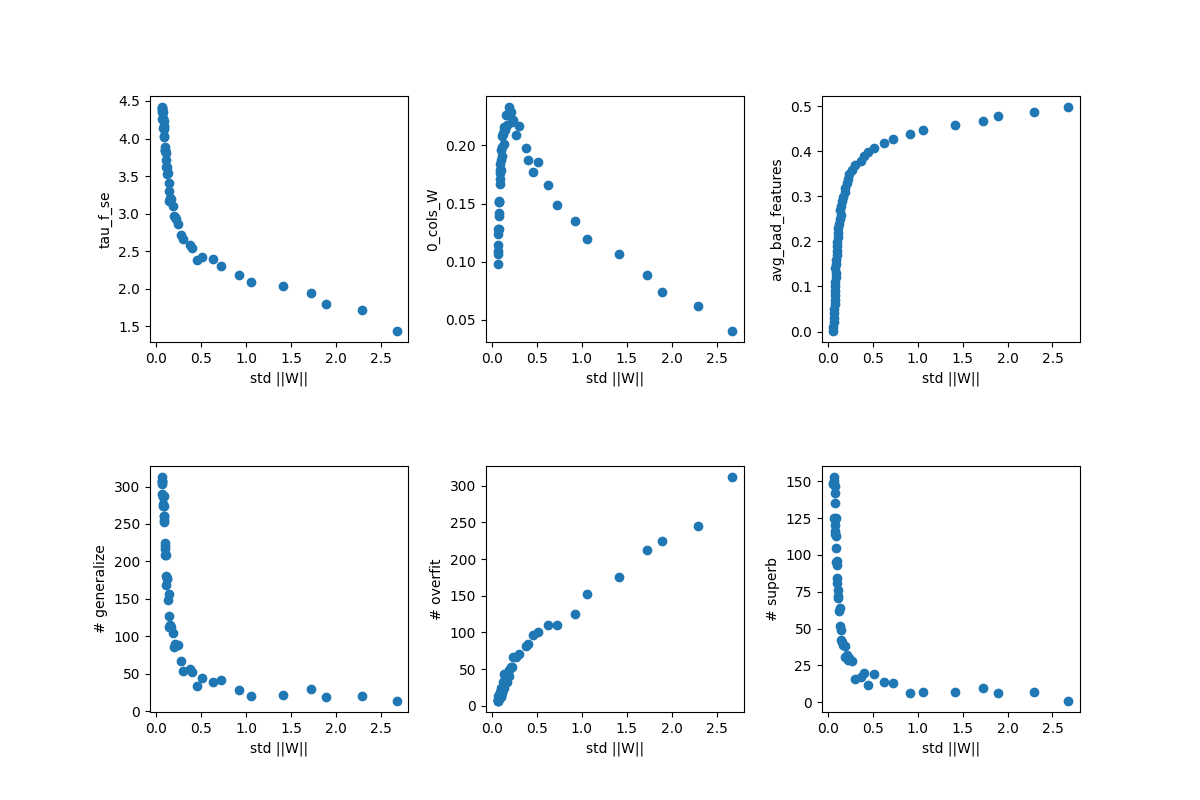 4.5
4.0
3.5
3.0
2.5
2.0
1.5
tau_f_se
0.0 0.5 1.0 1.5 2.0 2.5
std ||W||
0.20
0.15
0.10
0.05
0_cols_W
0.0 0.5 1.0 1.5 2.0 2.5
std ||W||
0.5
0.4
0.3
0.2
0.1
0.0
avg_bad_features
0.0 0.5 1.0 1.5 2.0 2.5
std ||W||
300
250
200
150
100
50
0
# generalize
0.0 0.5 1.0 1.5 2.0 2.5
std ||W||
300
250
200
150
100
50
0
# overfit
0.0 0.5 1.0 1.5 2.0 2.5
std ||W||
150
125
100
75
50
25
0
# superb
0.0 0.5 1.0 1.5 2.0 2.5
std ||W||